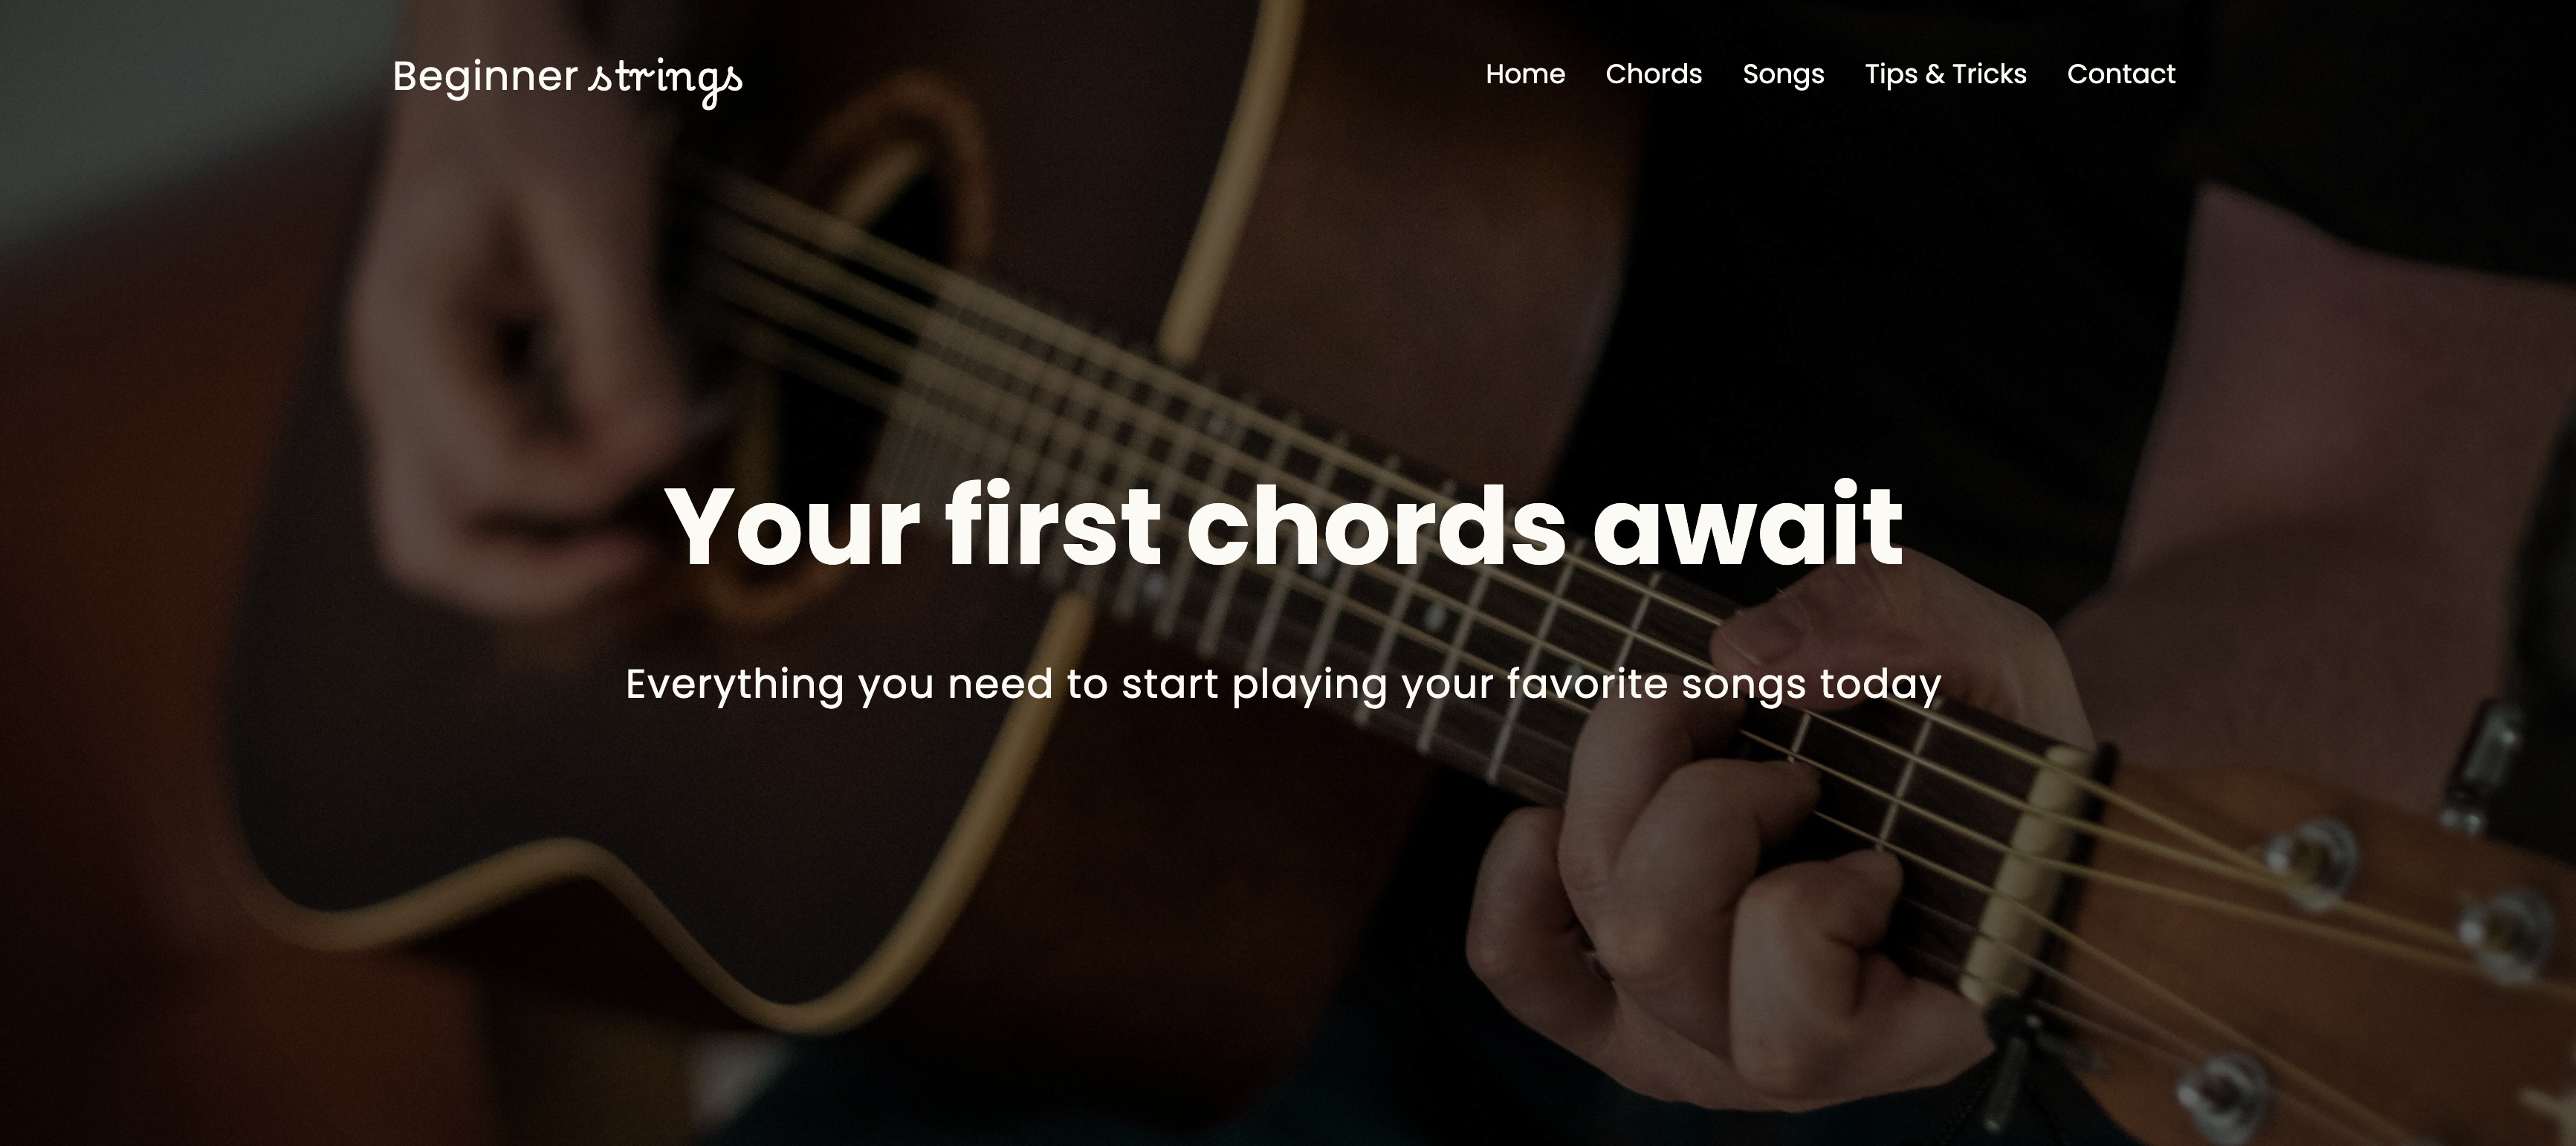 Beginner strings
Home Chords Songs Tips & Tricks Contact
Your first chords await
Everything you need to start playing your favorite songs today